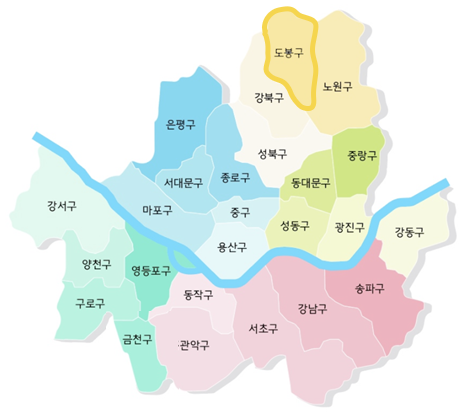 도봉구
노원구
강북구
은평구
성북구
중랑구
종로구
서대문구
동대문구
강서구
마포구
중구
성동구
광진구
강동구
용산구
양천구
영등포구
동작구
송파구
구로구
강남구
서초구
금천구
관악구